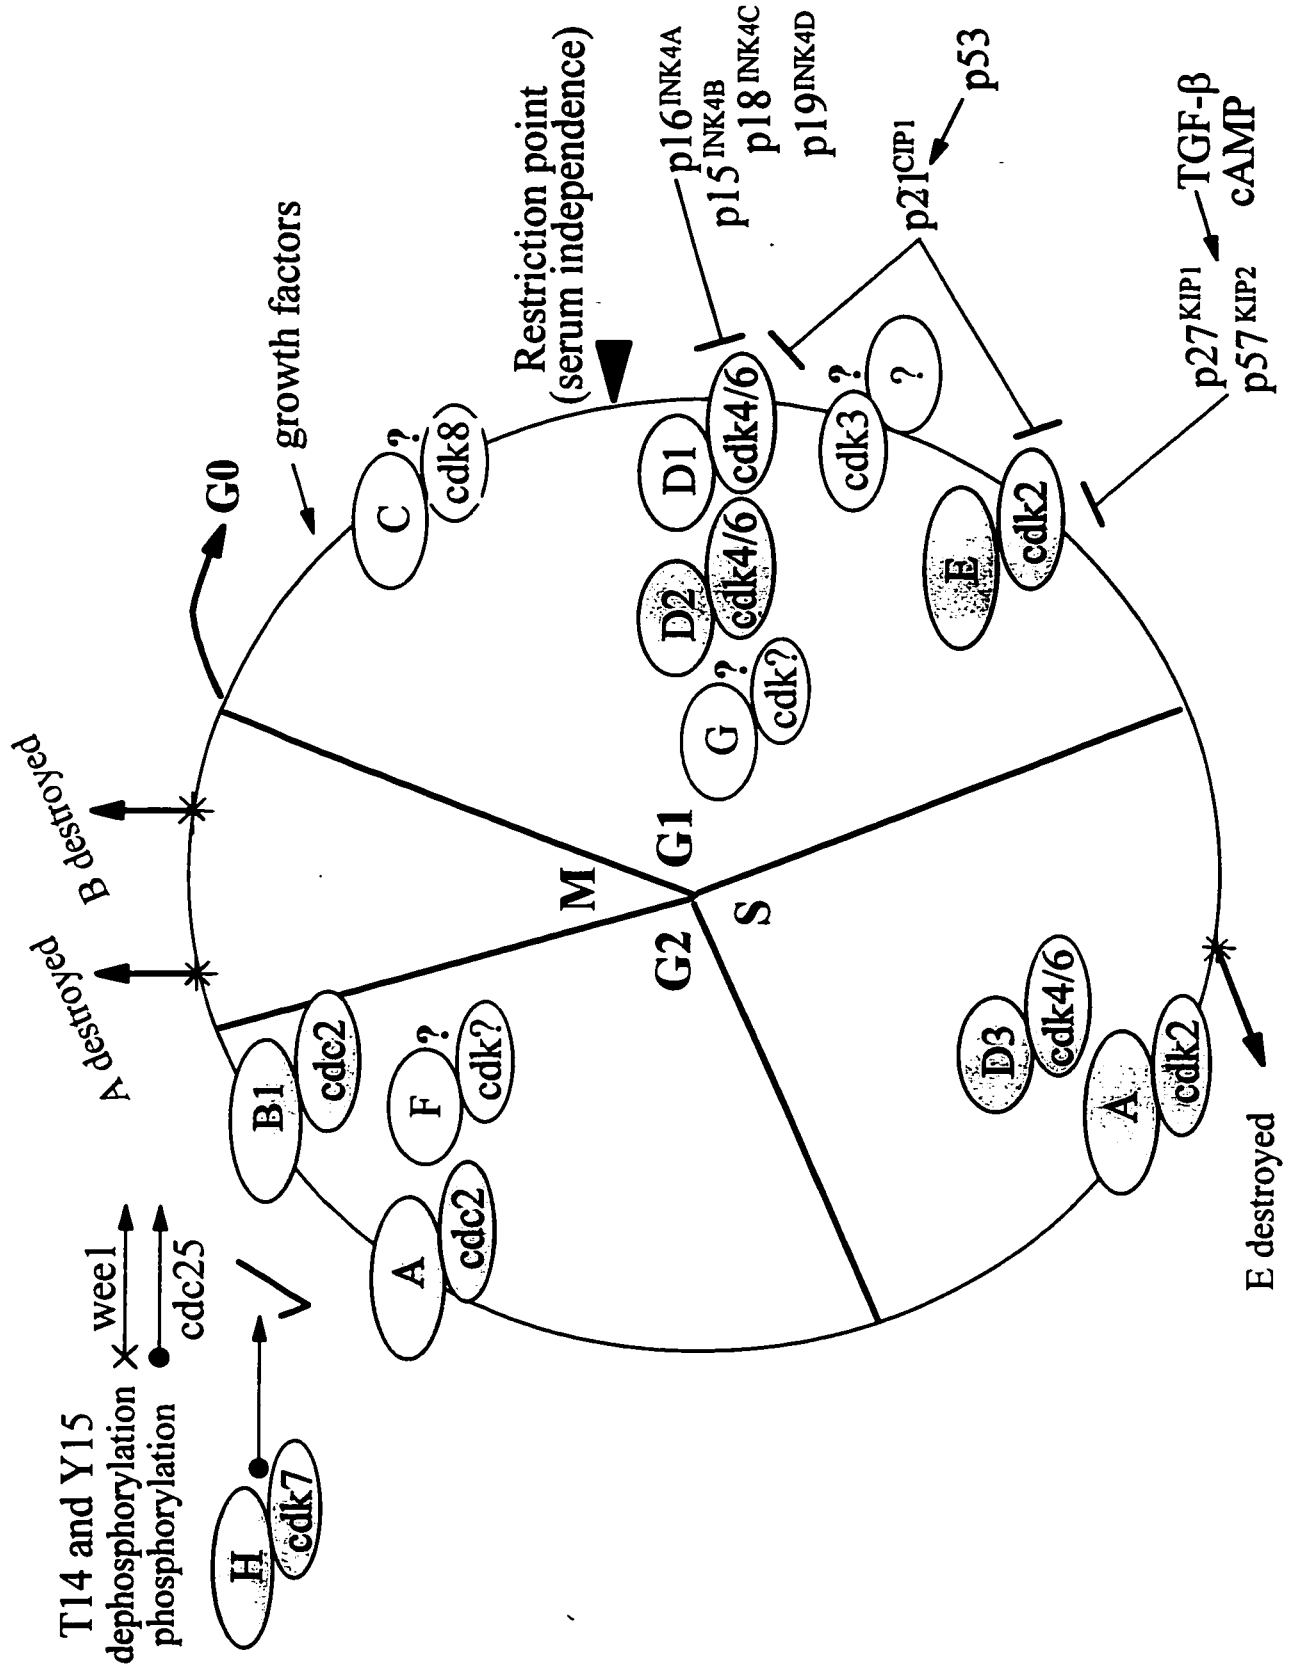 T14 and Y15
dephosphorylation
phosphorylation
wee1
cdc25
A destroyed
B destroyed
G0
growth factors
H
cdk7
B1
cdc2
A
cdc2
F
?
cdk?
C
?
cdk8
Restriction point
(serum independence)
M
G2
G1
S
G
?
cdk?
D2
cdk4/6
D1
cdk4/6
p16INK4A
p15INK4B
p18INK4C
p19INK4D
cdk3
?
?
p21CIP1
p53
E
cdk2
D3
cdk4/6
A
cdk2
E destroyed
p27KIP1
p57KIP2
TGF-β
cAMP